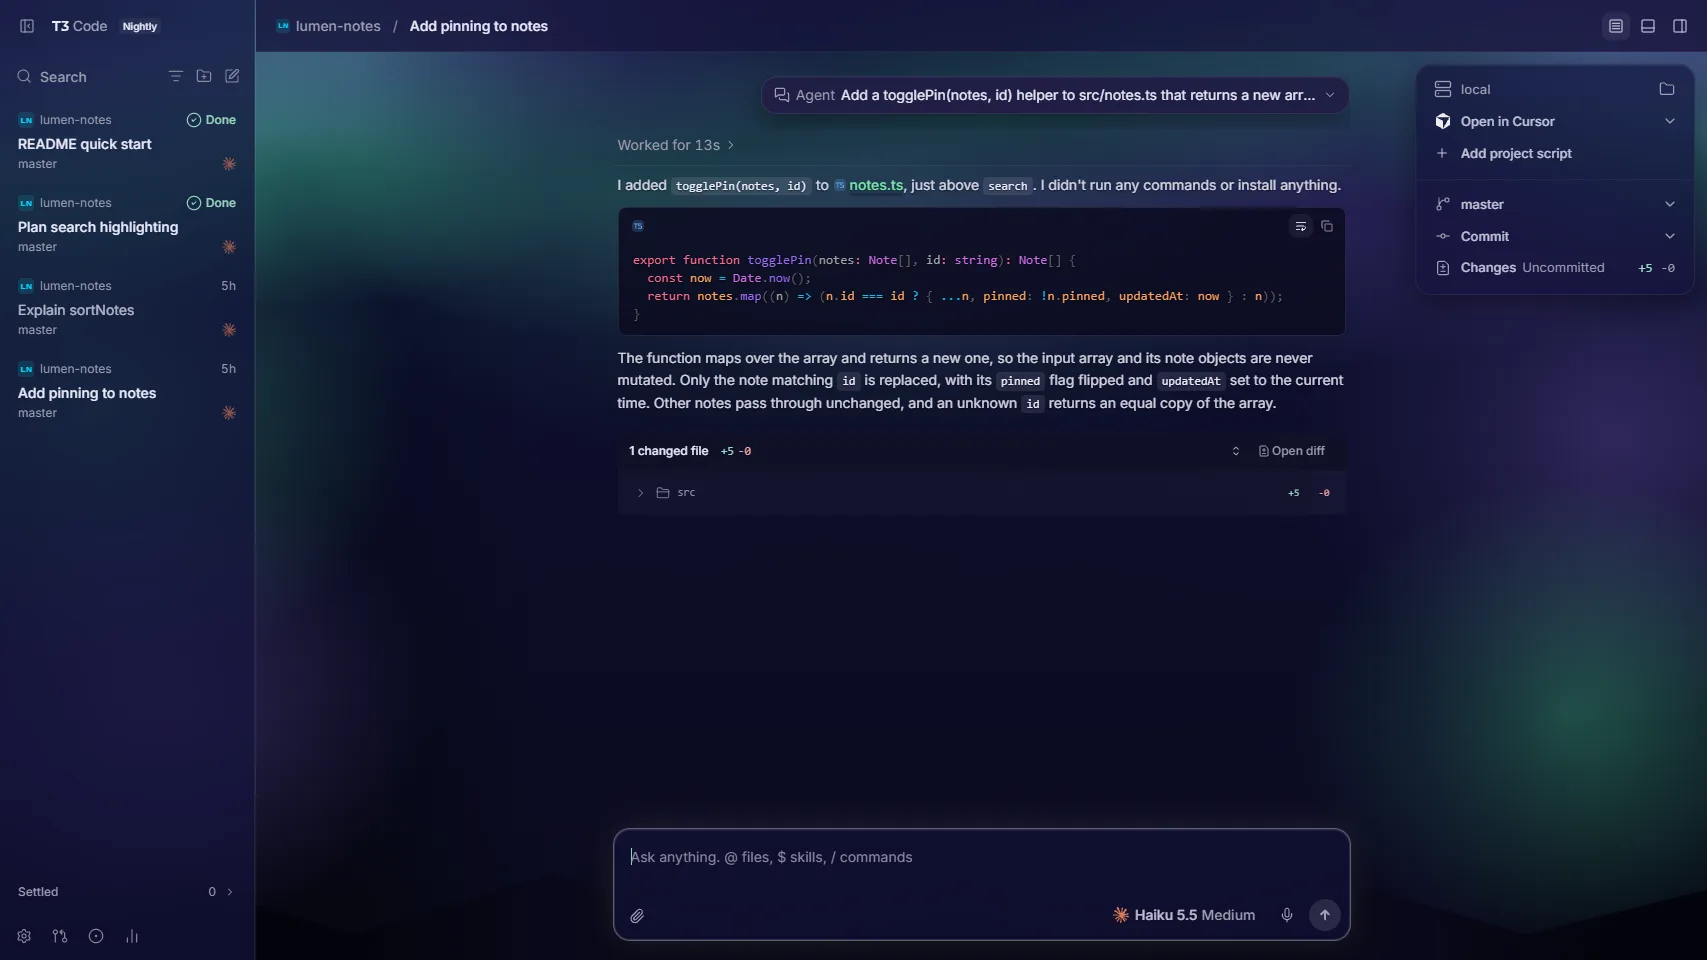 T3 Code Nightly
Search
LN lumen-notes Done
README quick start
master
LN lumen-notes Done
Plan search highlighting
master
LN lumen-notes 5h
Explain sortNotes
master
LN lumen-notes 5h
Add pinning to notes
master
Settled 0
LN lumen-notes / Add pinning to notes
Agent Add a togglePin(notes, id) helper to src/notes.ts that returns a new arr...
Worked for 13s
I added togglePin(notes, id) to TS notes.ts, just above search. I didn't run any commands or install anything.
TS
export function togglePin(notes: Note[], id: string): Note[] {
const now = Date.now();
return notes.map((n) => (n.id === id ? { ...n, pinned: !n.pinned, updatedAt: now } : n));
}
The function maps over the array and returns a new one, so the input array and its note objects are never
mutated. Only the note matching id is replaced, with its pinned flag flipped and updatedAt set to the current
time. Other notes pass through unchanged, and an unknown id returns an equal copy of the array.
1 changed file +5 -0 Open diff
src +5 -0
Ask anything. @ files, $ skills, / commands
Haiku 5.5 Medium
local
Open in Cursor
Add project script
master
Commit
Changes Uncommitted +5 -0